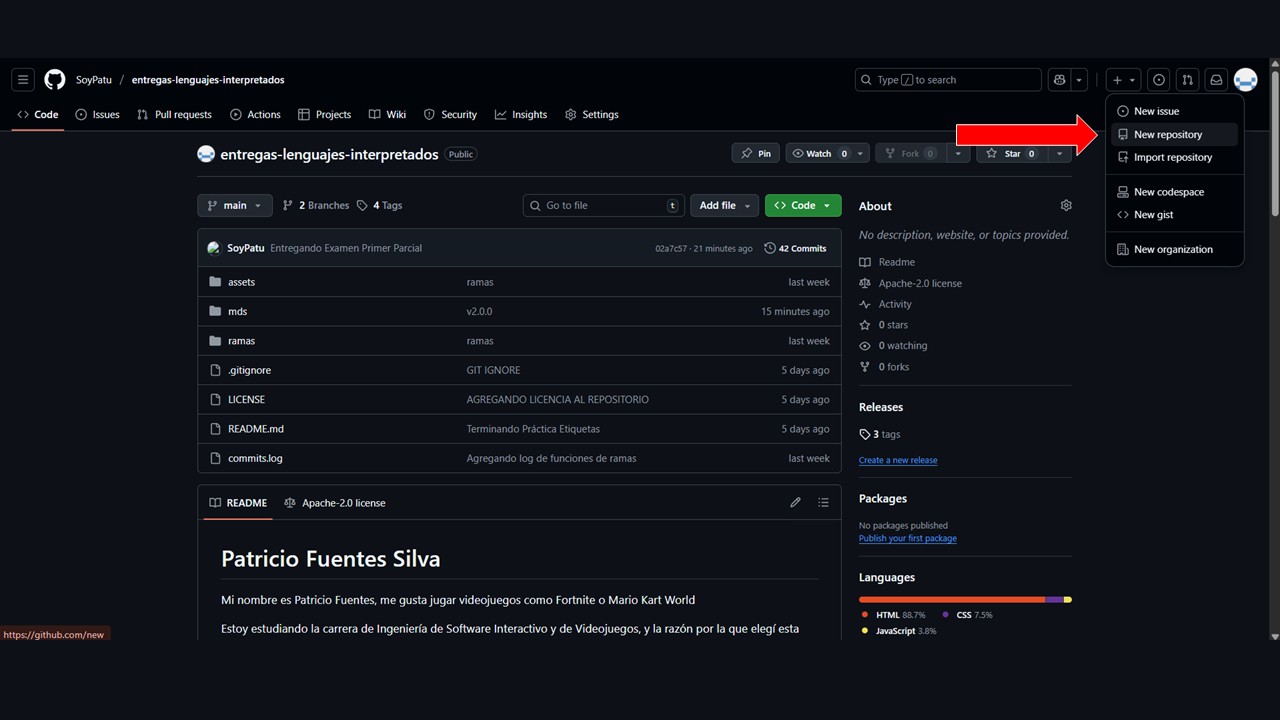 SoyPatu / entregas-lenguajes-interpretados
Type / to search
Code Issues Pull requests Actions Projects Wiki Security Insights Settings
New issue
New repository
Import repository
New codespace
New gist
New organization
entregas-lenguajes-interpretados Public
Pin Watch 0 Fork 0 Star 0
main 2 Branches 4 Tags Go to file t Add file Code
SoyPatu Entregando Examen Primer Parcial 02a7c57 · 21 minutes ago 42 Commits
assets ramas last week
mds v2.0.0 15 minutes ago
ramas ramas last week
.gitignore GIT IGNORE 5 days ago
LICENSE AGREGANDO LICENCIA AL REPOSITORIO 5 days ago
README.md Terminando Práctica Etiquetas 5 days ago
commits.log Agregando log de funciones de ramas last week
README Apache-2.0 license
Patricio Fuentes Silva
Mi nombre es Patricio Fuentes, me gusta jugar videojuegos como Fortnite o Mario Kart World
Estoy estudiando la carrera de Ingeniería de Software Interactivo y de Videojuegos, y la razón por la que elegí esta
About
No description, website, or topics provided.
Readme
Apache-2.0 license
Activity
0 stars
0 watching
0 forks
Releases
3 tags
Create a new release
Packages
No packages published
Publish your first package
Languages
HTML 88.7% CSS 7.5%
JavaScript 3.8%
https://github.com/new